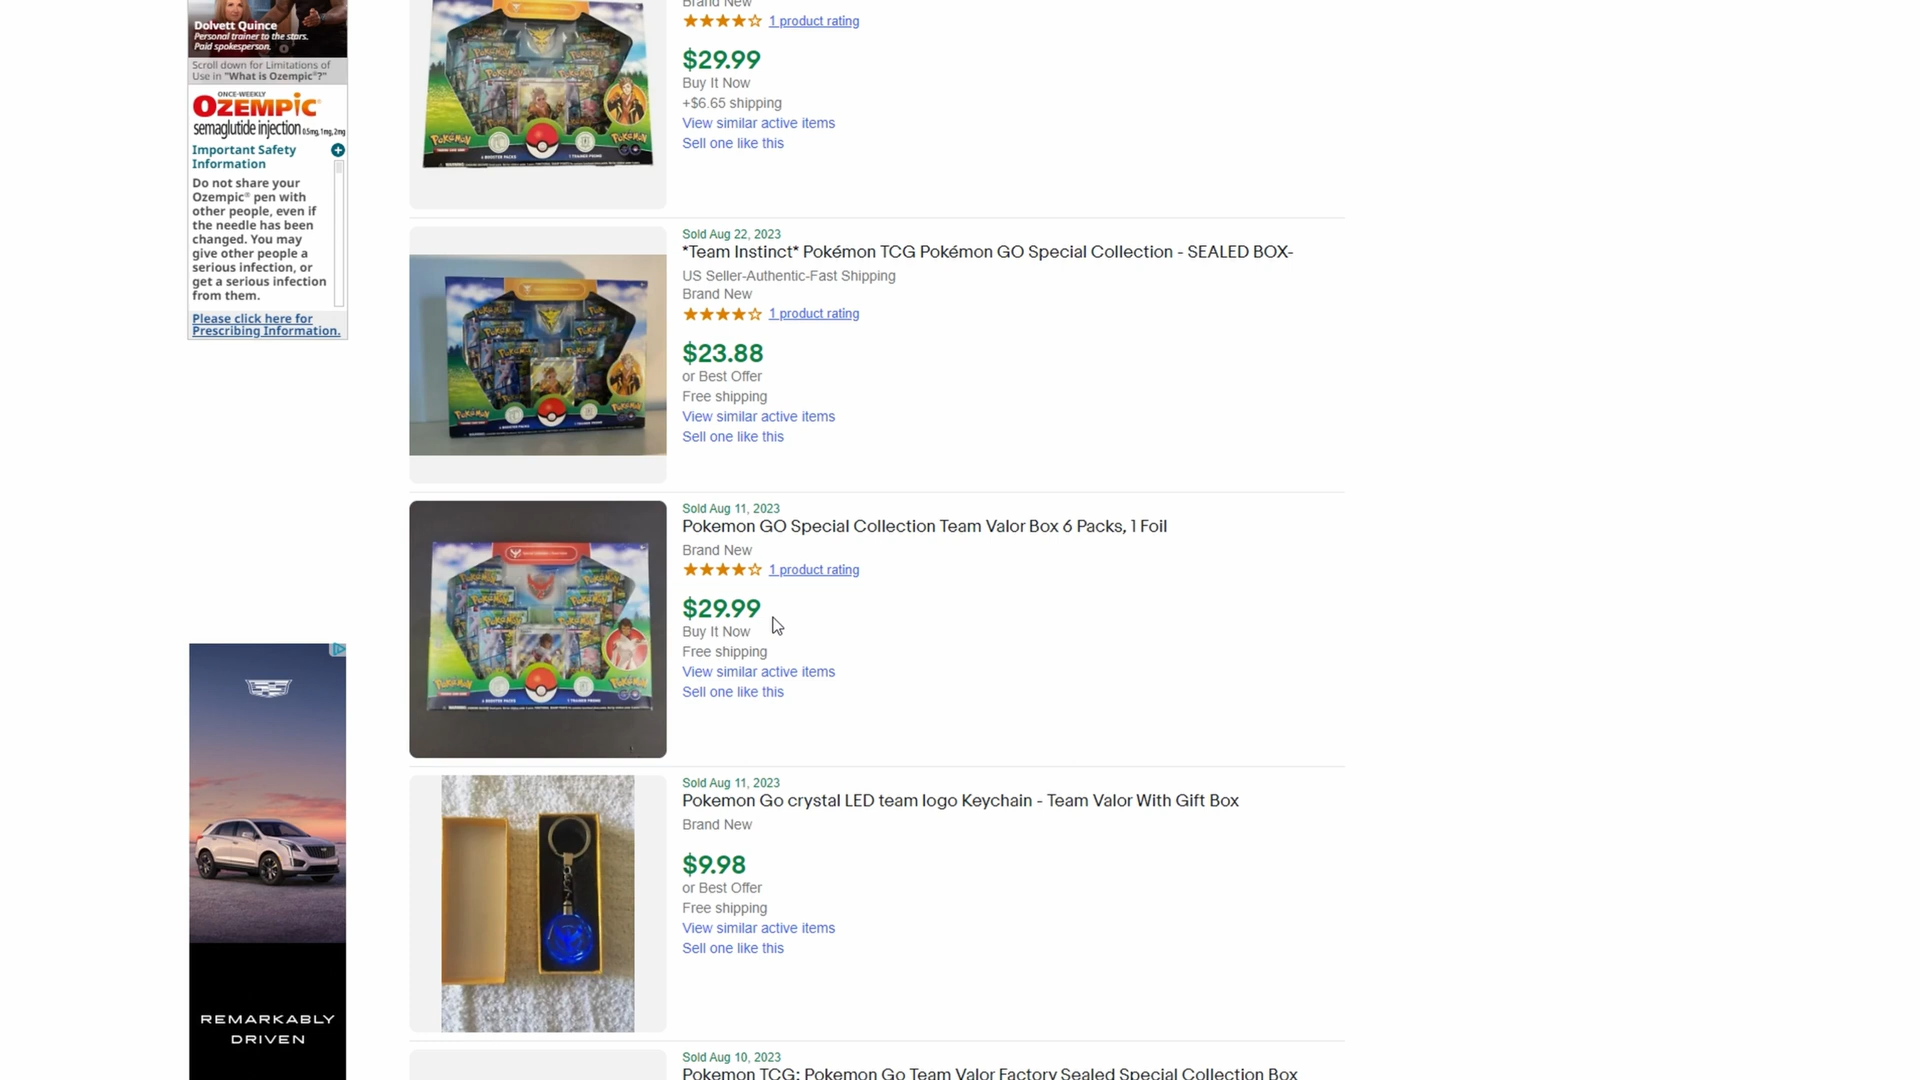 Dolvett Quince
Personal trainer to the stars.
Paid spokesperson.
Scroll down for Limitations of
Use in "What is Ozempic®?"
ONCE-WEEKLY
OZEMPIC®
semaglutide injection 0.5mg, 1mg, 2mg
Important Safety
Information
Do not share your
Ozempic® pen with
other people, even if
the needle has been
changed. You may
give other people a
serious infection, or
get a serious infection
from them.
Please click here for
Prescribing Information.
REMARKABLY
DRIVEN
Brand New
1 product rating
$29.99
Buy It Now
+$6.65 shipping
View similar active items
Sell one like this
POKéMON
POKéMON
GO
Sold Aug 22, 2023
*Team Instinct* Pokémon TCG Pokémon GO Special Collection - SEALED BOX-
US Seller-Authentic-Fast Shipping
Brand New
1 product rating
$23.88
or Best Offer
Free shipping
View similar active items
Sell one like this
POKéMON
POKéMON
GO
Sold Aug 11, 2023
Pokemon GO Special Collection Team Valor Box 6 Packs, 1 Foil
Brand New
1 product rating
$29.99
Buy It Now
Free shipping
View similar active items
Sell one like this
POKéMON
POKéMON
GO
Sold Aug 11, 2023
Pokemon Go crystal LED team logo Keychain - Team Valor With Gift Box
Brand New
$9.98
or Best Offer
Free shipping
View similar active items
Sell one like this
Sold Aug 10, 2023
Pokemon TCG: Pokemon Go Team Valor Factory Sealed Special Collection Box